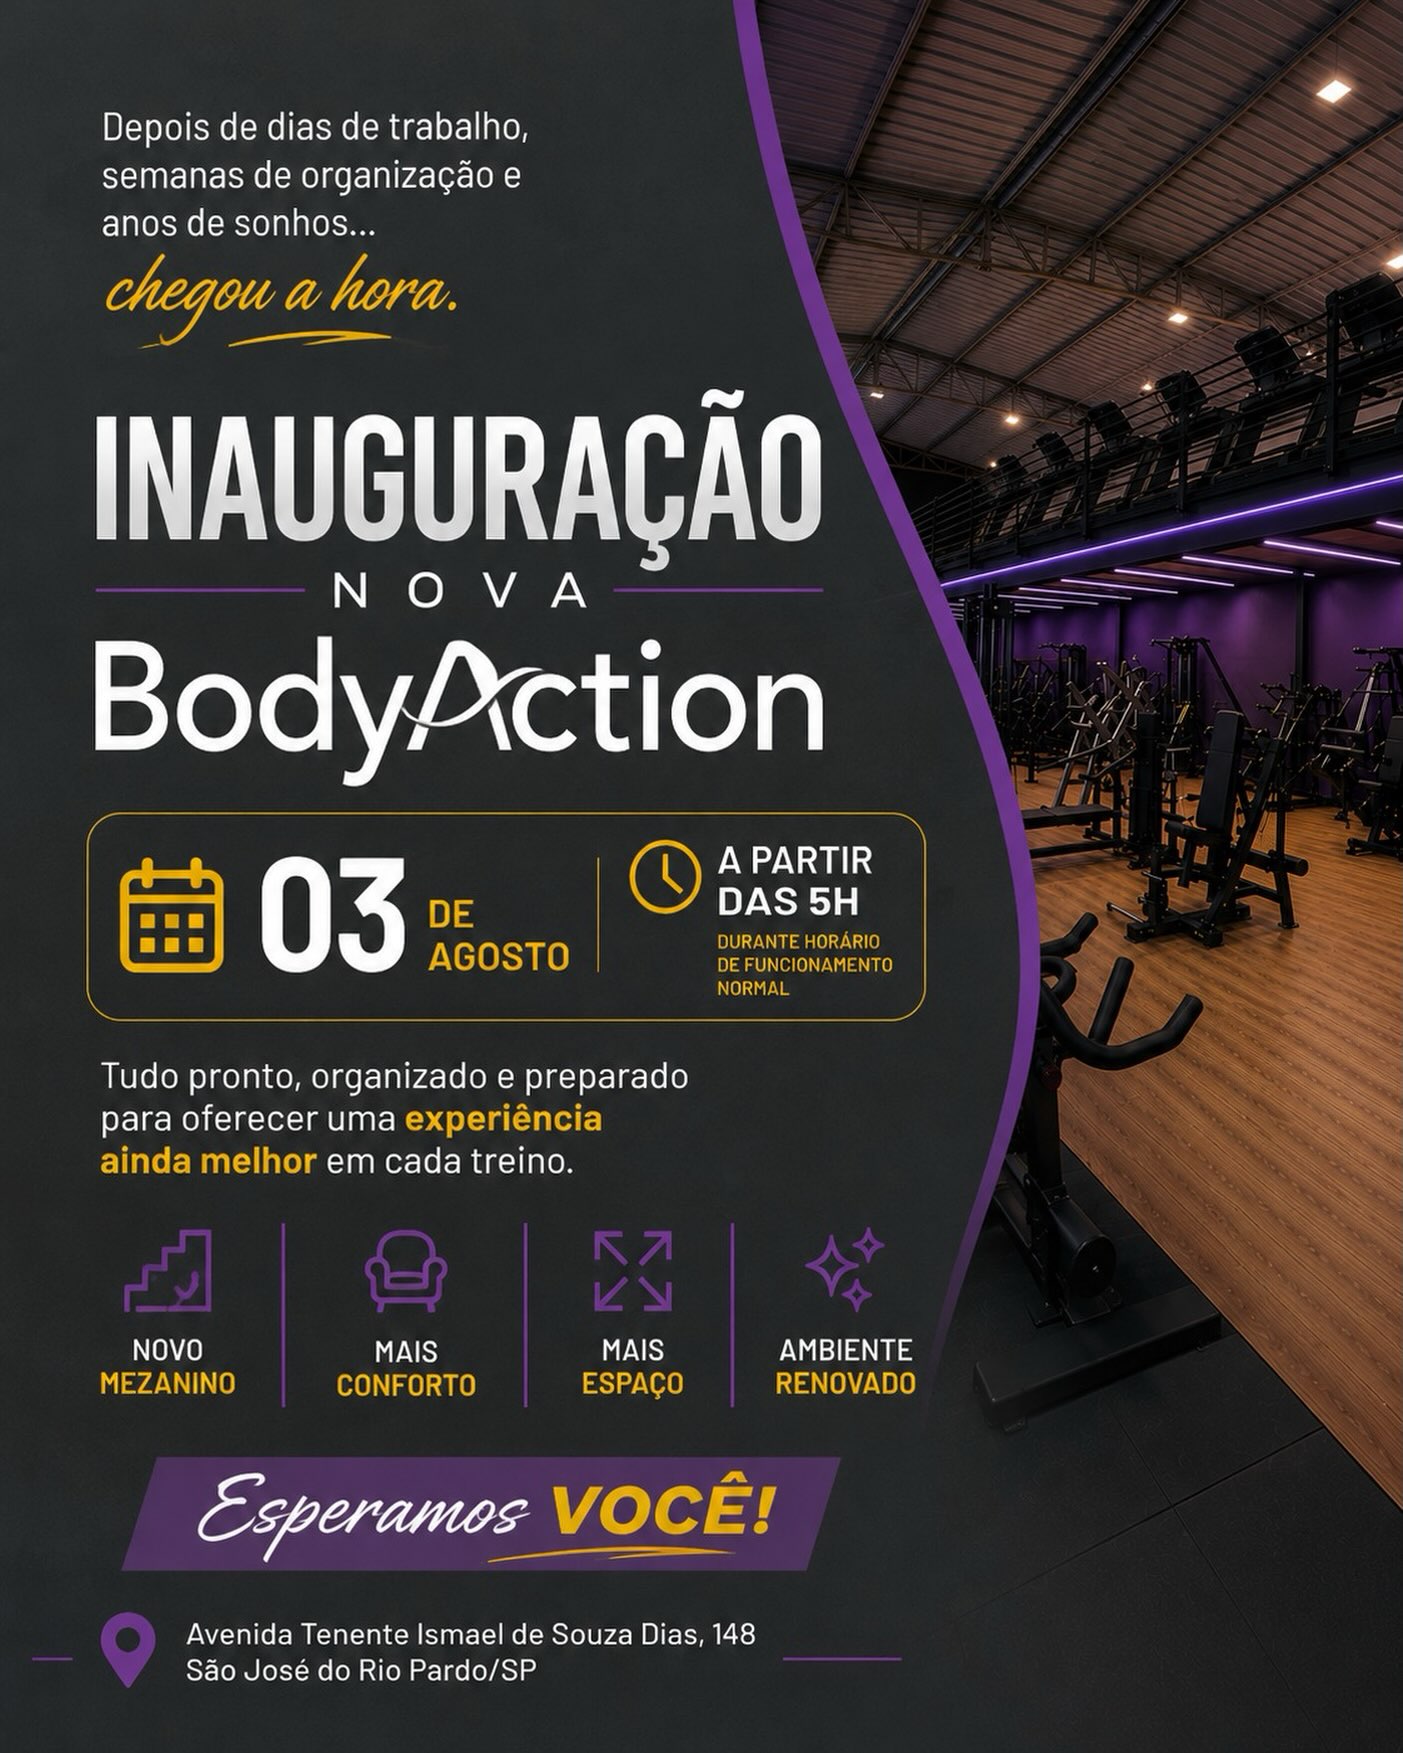 Depois de dias de trabalho,
semanas de organização e
anos de sonhos...
chegou a hora.
INAUGURAÇÃO
NOVA
BodyAction
03 DE
AGOSTO
A PARTIR
DAS 5H
DURANTE HORÁRIO
DE FUNCIONAMENTO
NORMAL
Tudo pronto, organizado e preparado
para oferecer uma experiência
ainda melhor em cada treino.
NOVO
MEZANINO
MAIS
CONFORTO
MAIS
ESPAÇO
AMBIENTE
RENOVADO
Esperamos VOCÊ!
Avenida Tenente Ismael de Souza Dias, 148
São José do Rio Pardo/SP